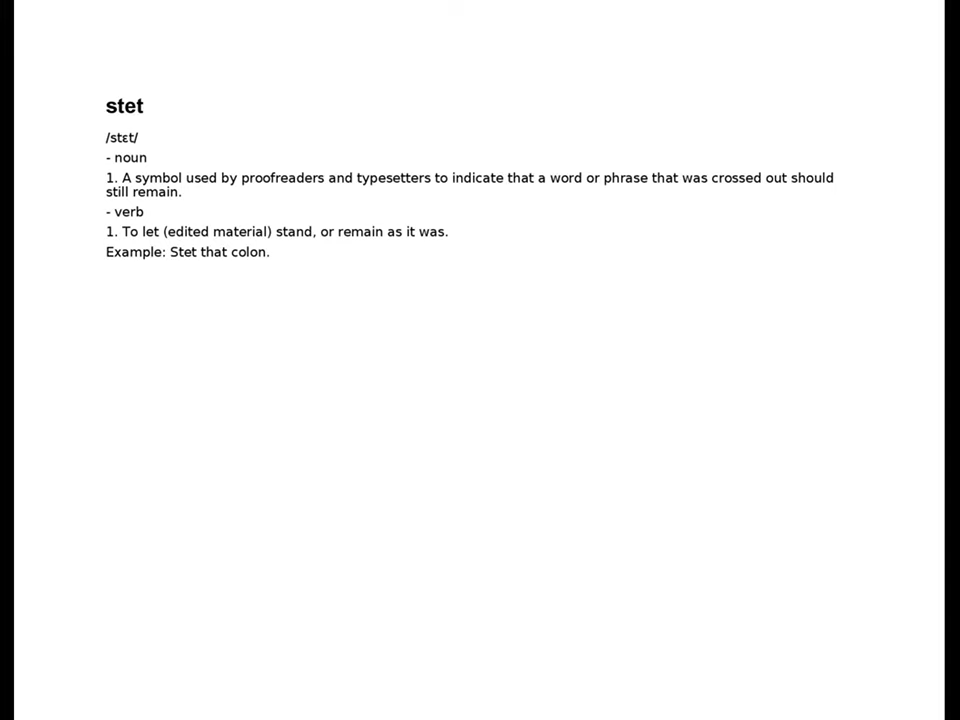 stet
/stɛt/
- noun
1. A symbol used by proofreaders and typesetters to indicate that a word or phrase that was crossed out should
still remain.
- verb
1. To let (edited material) stand, or remain as it was.
Example: Stet that colon.